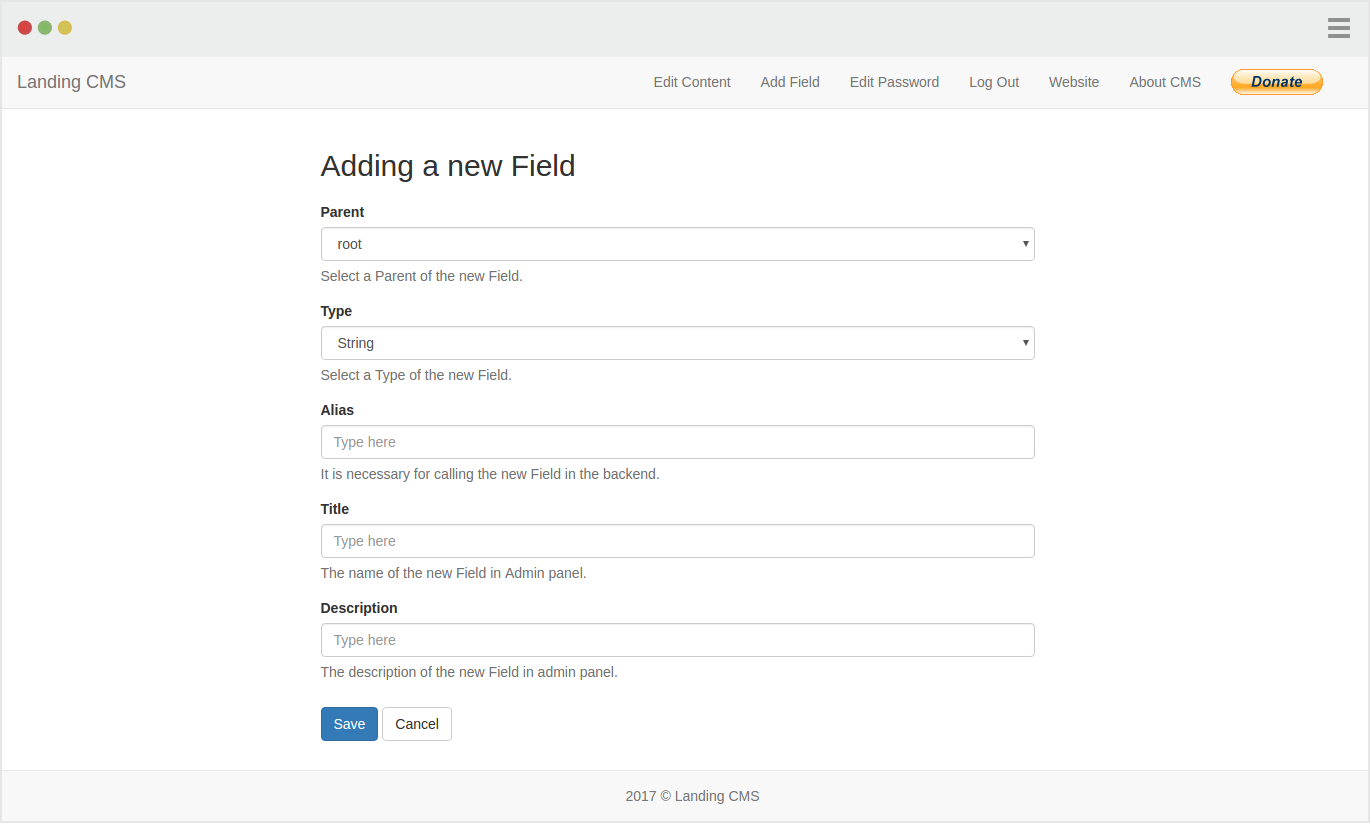 Landing CMS
Edit Content Add Field Edit Password Log Out Website About CMS Donate
Adding a new Field
Parent
root
Select a Parent of the new Field.
Type
String
Select a Type of the new Field.
Alias
Type here
It is necessary for calling the new Field in the backend.
Title
Type here
The name of the new Field in Admin panel.
Description
Type here
The description of the new Field in admin panel.
Save Cancel
2017 © Landing CMS